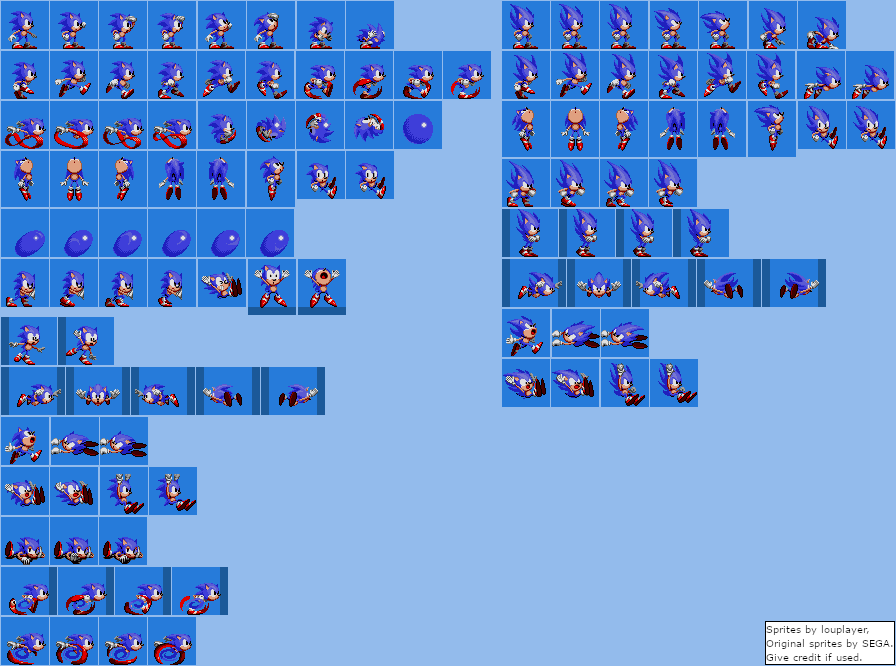 Sprites by louplayer,
Original sprites by SEGA.
Give credit if used.